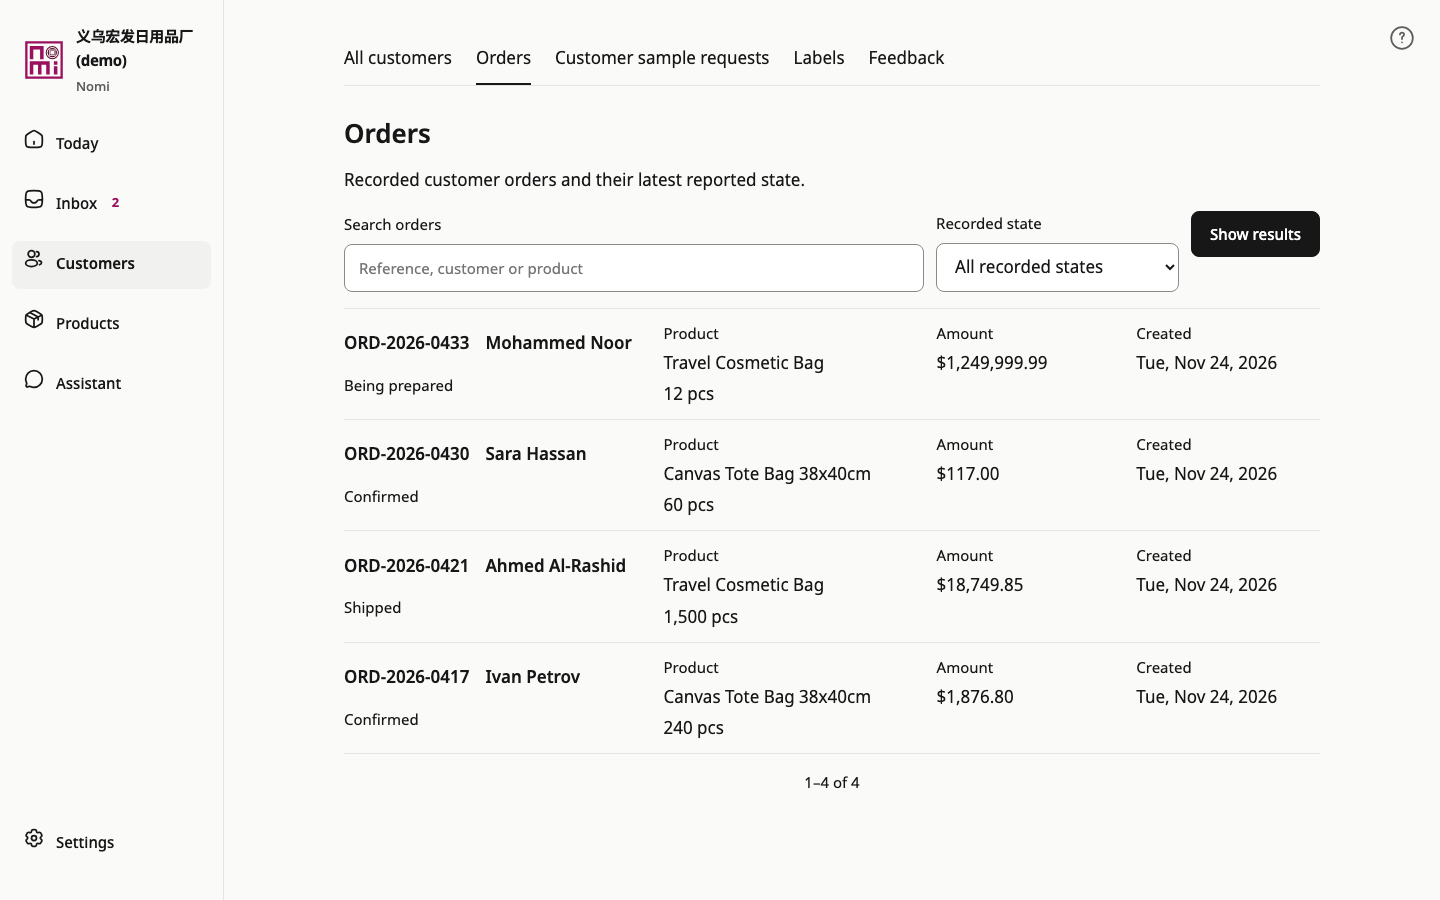 义乌宏发日用品厂
(demo)
Nomi
Today
Inbox 2
Customers
Products
Assistant
Settings
All customers Orders Customer sample requests Labels Feedback
Orders
Recorded customer orders and their latest reported state.
Search orders
Reference, customer or product
Recorded state
All recorded states
Show results
ORD-2026-0433 Mohammed Noor
Being prepared
Product
Travel Cosmetic Bag
12 pcs
Amount
$1,249,999.99
Created
Tue, Nov 24, 2026
ORD-2026-0430 Sara Hassan
Confirmed
Product
Canvas Tote Bag 38x40cm
60 pcs
Amount
$117.00
Created
Tue, Nov 24, 2026
ORD-2026-0421 Ahmed Al-Rashid
Shipped
Product
Travel Cosmetic Bag
1,500 pcs
Amount
$18,749.85
Created
Tue, Nov 24, 2026
ORD-2026-0417 Ivan Petrov
Confirmed
Product
Canvas Tote Bag 38x40cm
240 pcs
Amount
$1,876.80
Created
Tue, Nov 24, 2026
1–4 of 4